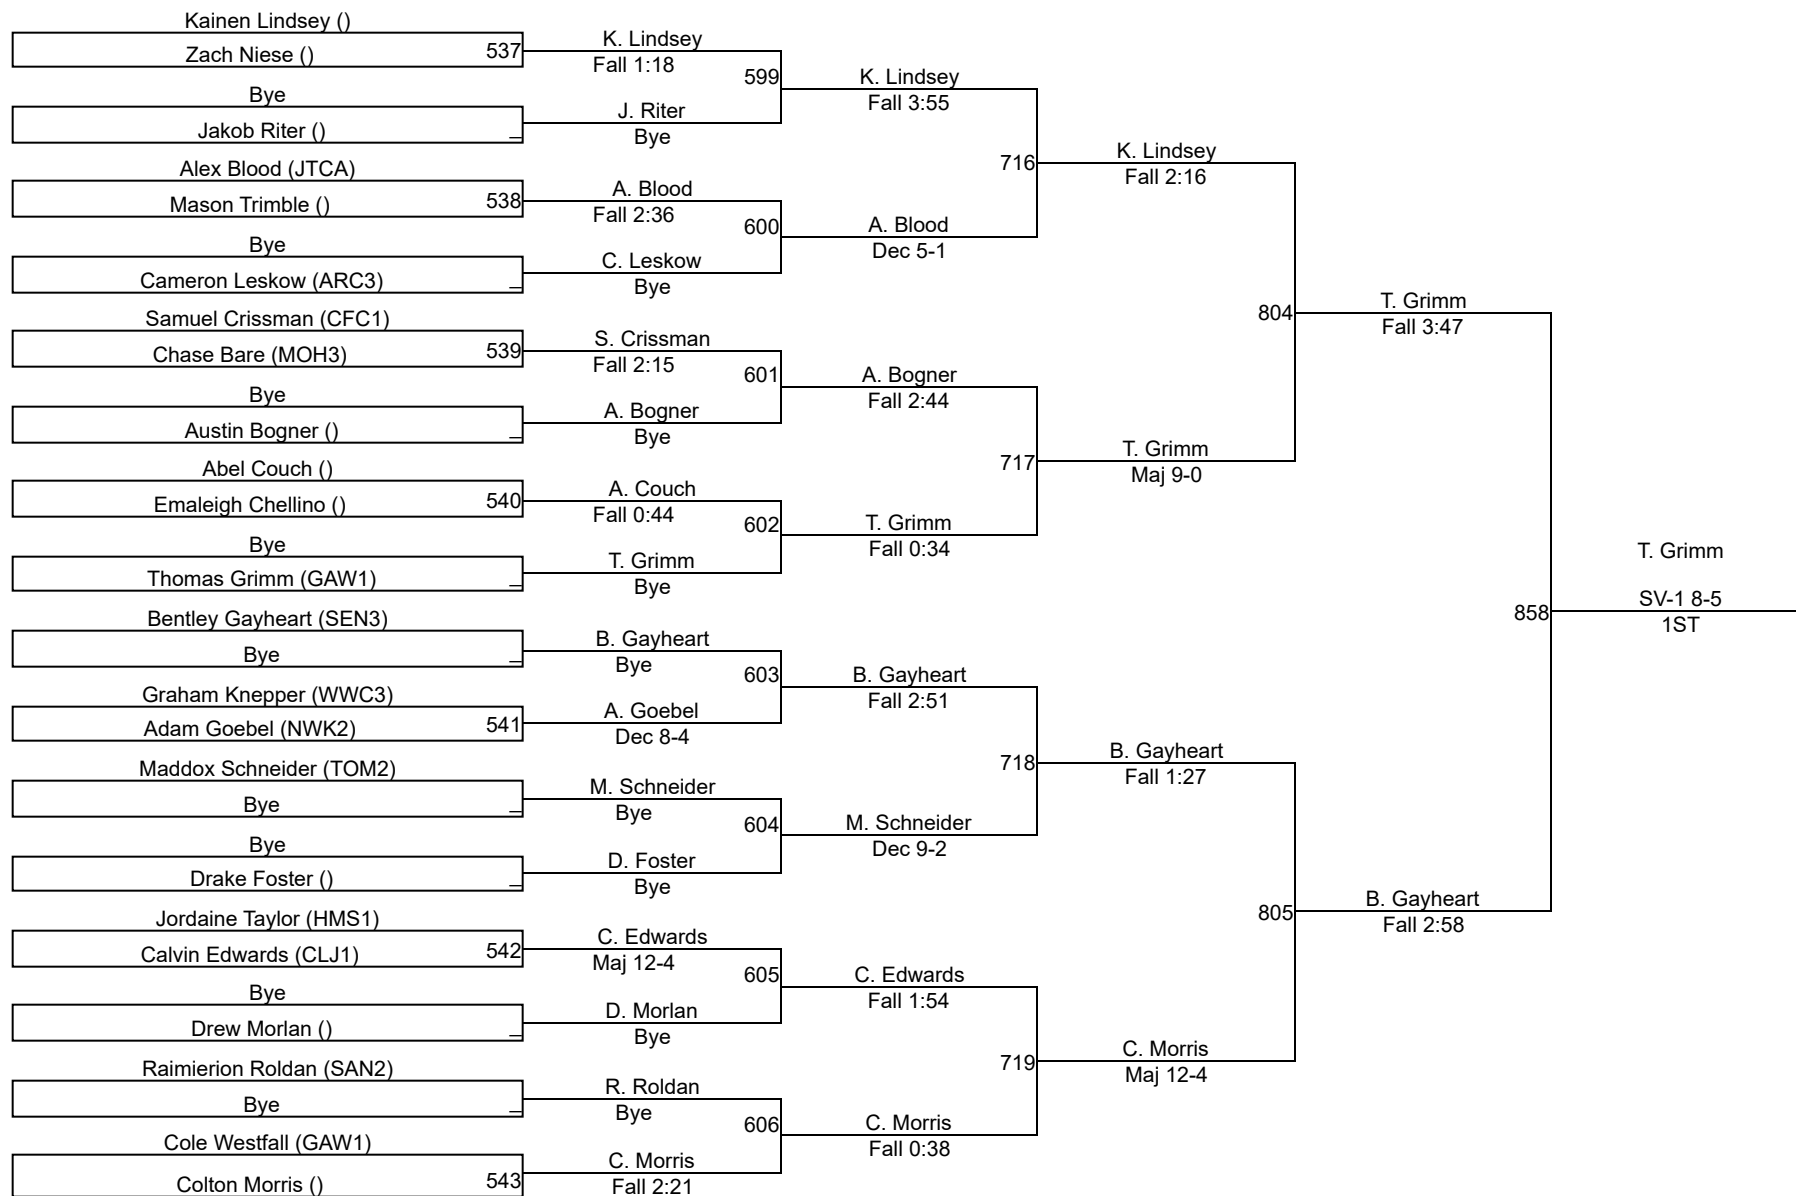 Kainen Lindsey ()
Zach Niese () 537
Bye
Jakob Riter () _
Alex Blood (JTCA)
Mason Trimble () 538
Bye
Cameron Leskow (ARC3) _
Samuel Crissman (CFC1)
Chase Bare (MOH3) 539
Bye
Austin Bogner () _
Abel Couch ()
Emaleigh Chellino () 540
Bye
Thomas Grimm (GAW1) _
Bentley Gayheart (SEN3)
Bye _
Graham Knepper (WWC3)
Adam Goebel (NWK2) 541
Maddox Schneider (TOM2)
Bye _
Bye
Drake Foster () _
Jordaine Taylor (HMS1)
Calvin Edwards (CLJ1) 542
Bye
Drew Morlan () _
Raimierion Roldan (SAN2)
Bye _
Cole Westfall (GAW1)
Colton Morris () 543
K. Lindsey
Fall 1:18
599
J. Riter
Bye
A. Blood
Fall 2:36
600
C. Leskow
Bye
S. Crissman
Fall 2:15
601
A. Bogner
Bye
A. Couch
Fall 0:44
602
T. Grimm
Bye
B. Gayheart
Bye
603
A. Goebel
Dec 8-4
M. Schneider
Bye
604
D. Foster
Bye
C. Edwards
Maj 12-4
605
D. Morlan
Bye
R. Roldan
Bye
606
C. Morris
Fall 2:21
K. Lindsey
Fall 3:55
716
A. Blood
Dec 5-1
A. Bogner
Fall 2:44
717
T. Grimm
Fall 0:34
B. Gayheart
Fall 2:51
718
M. Schneider
Dec 9-2
C. Edwards
Fall 1:54
719
C. Morris
Fall 0:38
K. Lindsey
Fall 2:16
804
T. Grimm
Maj 9-0
B. Gayheart
Fall 1:27
805
C. Morris
Maj 12-4
T. Grimm
Fall 3:47
858
B. Gayheart
Fall 2:58
T. Grimm
SV-1 8-5
1ST